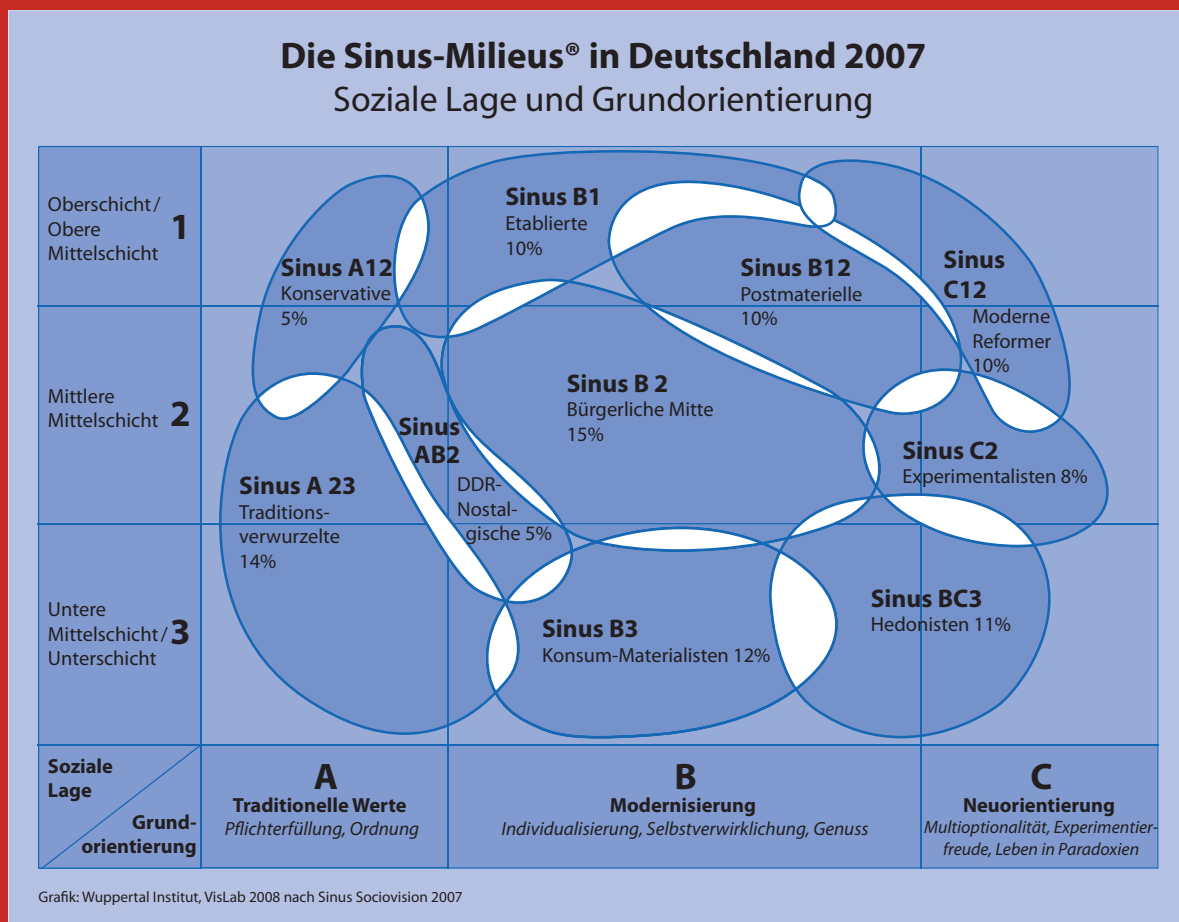 Die Sinus-Milieus® in Deutschland 2007
Soziale Lage und Grundorientierung
Oberschicht/
Obere
Mittelschicht
1
Sinus B1
Etablierte
10%
Sinus A12
Konservative
5%
Sinus B12
Postmaterielle
10%
Sinus
C12
Moderne
Reformer
10%
Mittlere
Mittelschicht
2
Sinus B 2
Bürgerliche Mitte
15%
Sinus
AB2
DDR-
Nostal-
gische 5%
Sinus C2
Experimentalisten 8%
Sinus A 23
Traditions-
verwurzelte
14%
Untere
Mittelschicht/
Unterschicht
3
Sinus B3
Konsum-Materialisten 12%
Sinus BC3
Hedonisten 11%
Soziale
Lage
Grund-
orientierung
A
Traditionelle Werte
Pflichterfüllung, Ordnung
B
Modernisierung
Individualisierung, Selbstverwirklichung, Genuss
C
Neuorientierung
Multioptionalität, Experimentier-
freude, Leben in Paradoxien
Grafik: Wuppertal Institut, VisLab 2008 nach Sinus Sociovision 2007